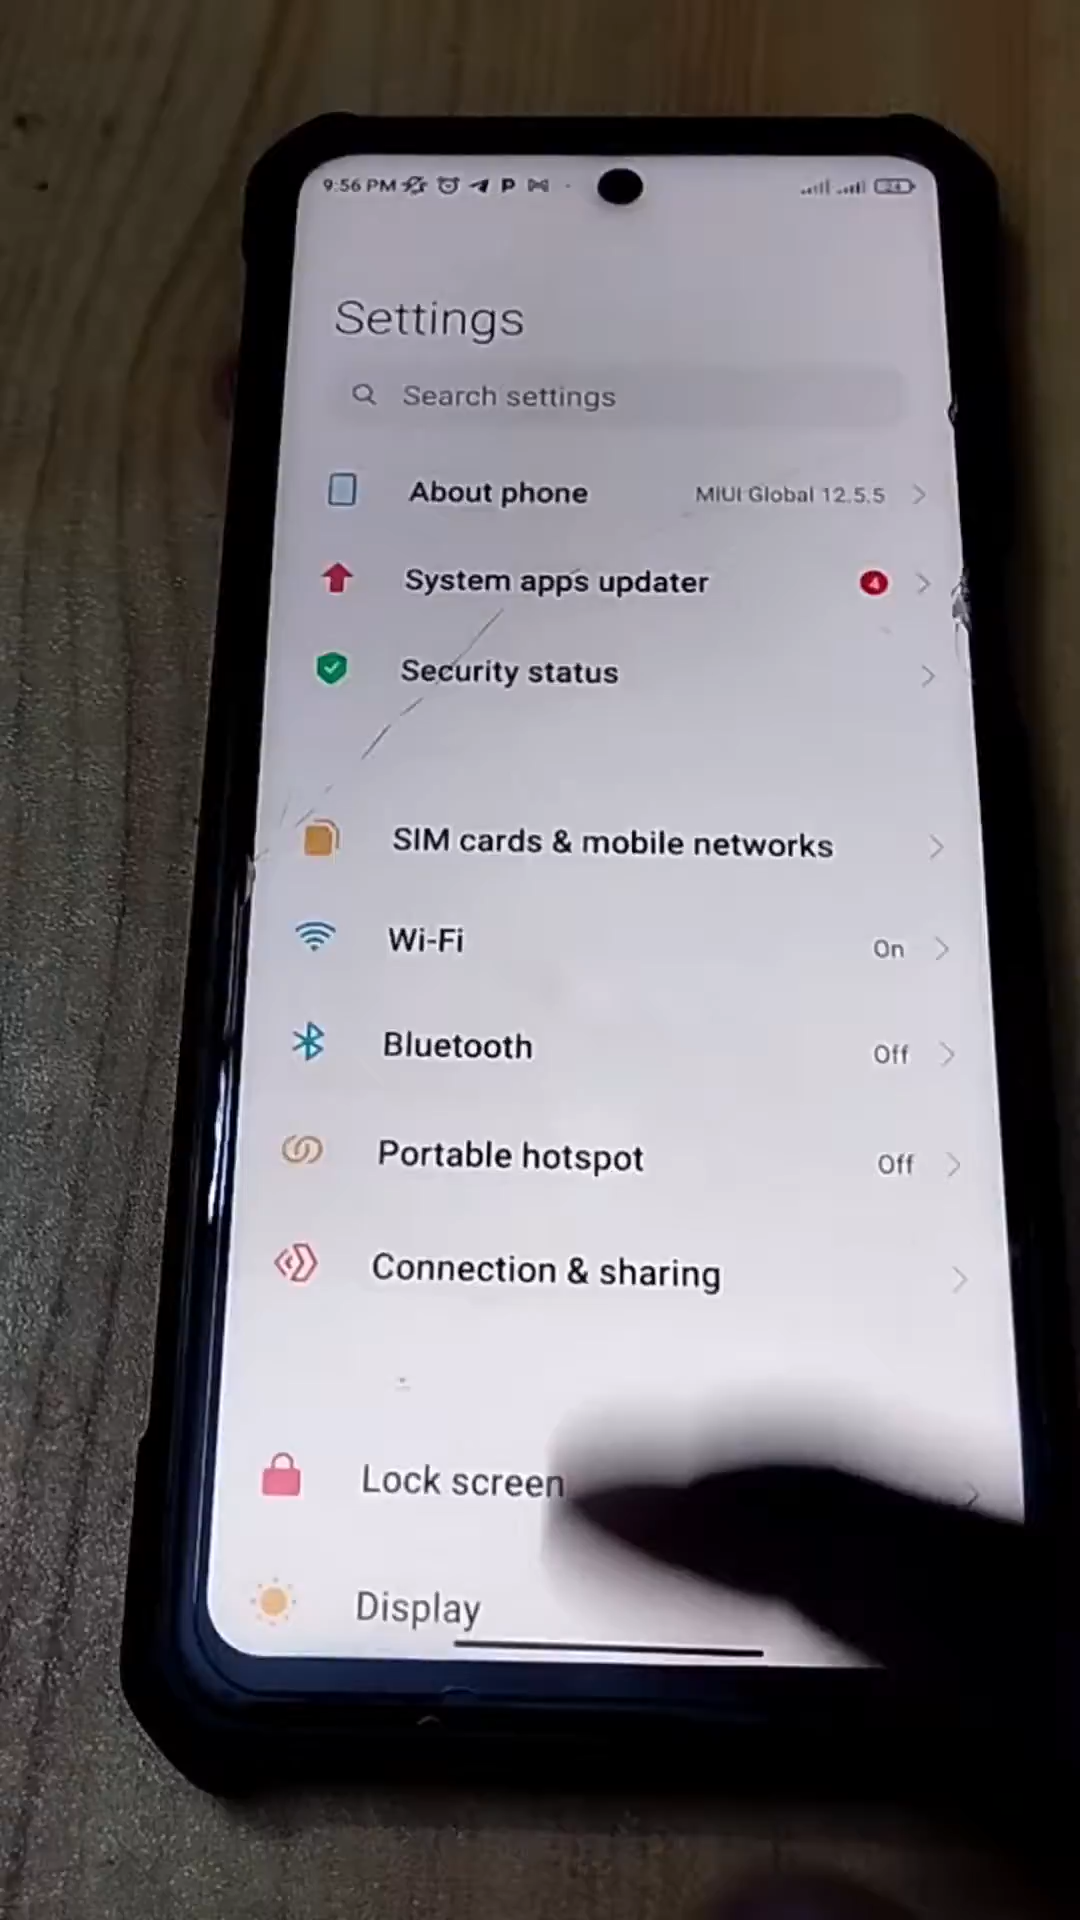 9:56 PM P 24
Settings
Search settings
About phone MIUI Global 12.5.5
System apps updater 4
Security status
SIM cards & mobile networks
Wi-Fi On
Bluetooth Off
Portable hotspot Off
Connection & sharing
Lock screen
Display